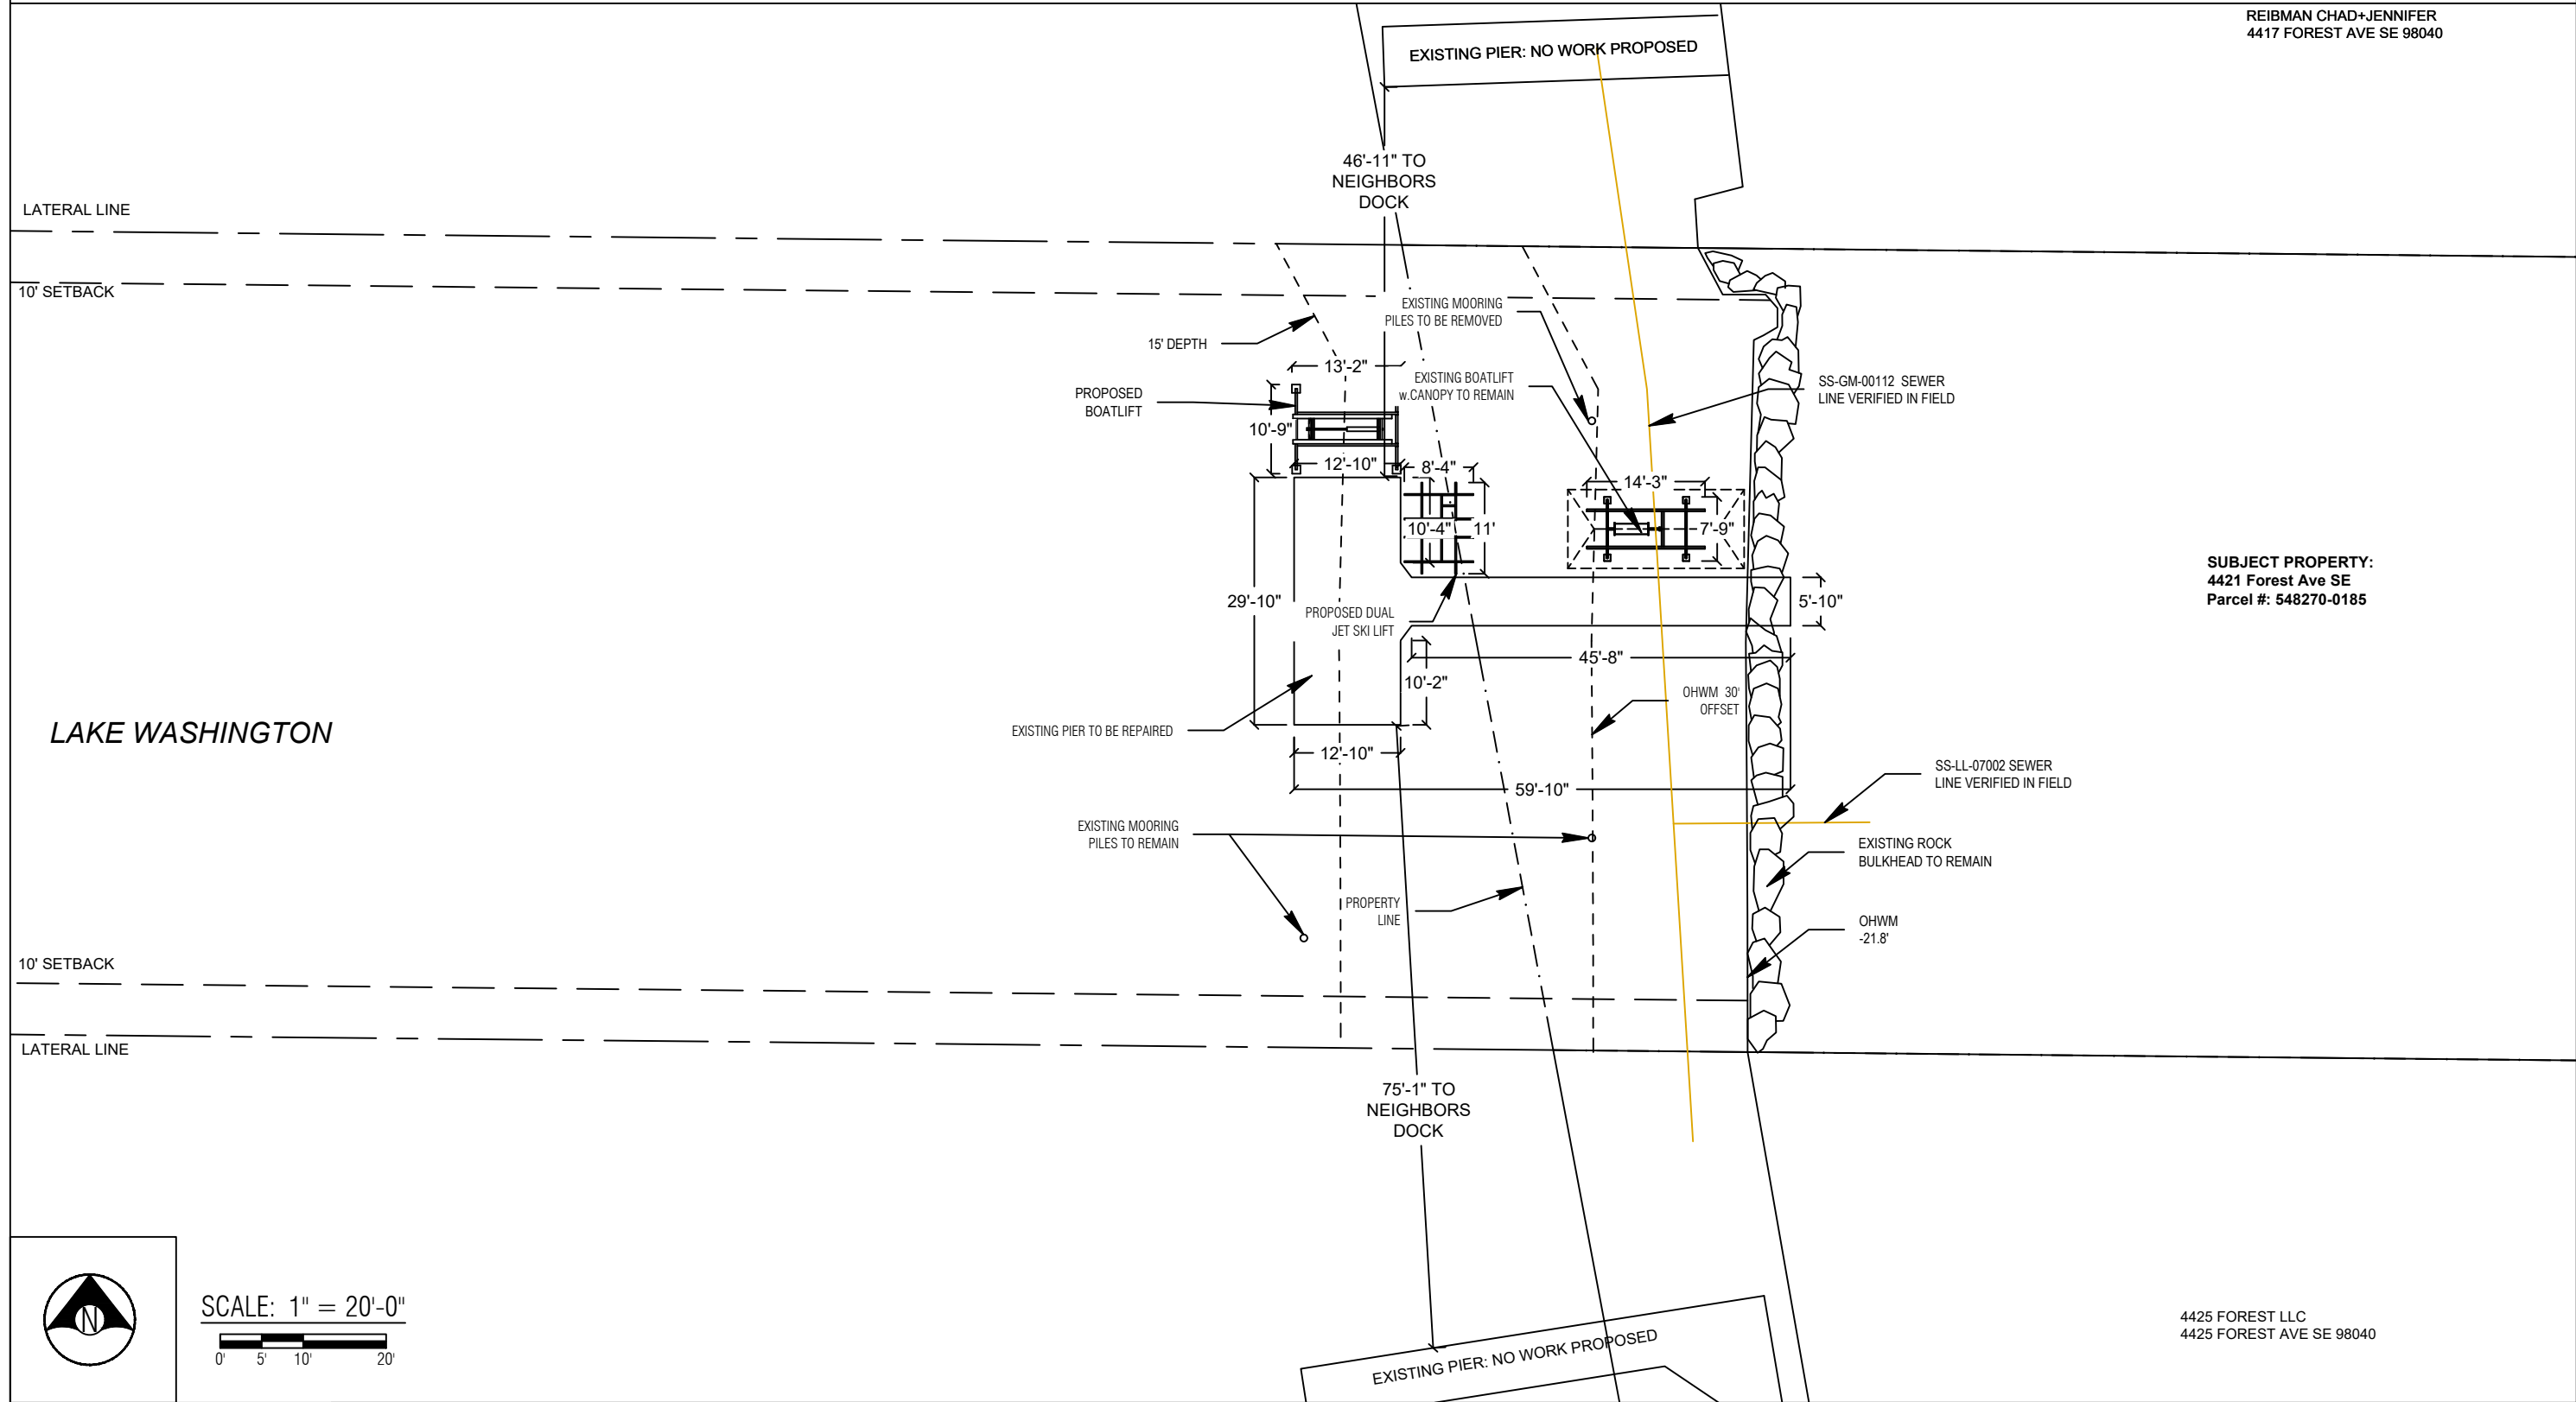 REIBMAN CHAD+JENNIFER
4417 FOREST AVE SE 98040
EXISTING PIER: NO WORK PROPOSED
46'-11" TO
NEIGHBORS
DOCK
LATERAL LINE
10' SETBACK
EXISTING MOORING
PILES TO BE REMOVED
15' DEPTH
13'-2"
EXISTING BOATLIFT
w.CANOPY TO REMAIN
PROPOSED
BOATLIFT
SS-GM-00112 SEWER
LINE VERIFIED IN FIELD
10'-9"
12'-10"
8'-4"
14'-3"
10'-4"
11'
7'-9"
SUBJECT PROPERTY:
4421 Forest Ave SE
Parcel #: 548270-0185
29'-10"
PROPOSED DUAL
JET SKI LIFT
5'-10"
45'-8"
10'-2"
OHWM 30'
OFFSET
LAKE WASHINGTON
EXISTING PIER TO BE REPAIRED
12'-10"
59'-10"
SS-LL-07002 SEWER
LINE VERIFIED IN FIELD
EXISTING MOORING
PILES TO REMAIN
EXISTING ROCK
BULKHEAD TO REMAIN
PROPERTY
LINE
OHWM
-21.8'
10' SETBACK
LATERAL LINE
75'-1" TO
NEIGHBORS
DOCK
N
SCALE: 1" = 20'-0"
0' 5' 10' 20'
EXISTING PIER: NO WORK PROPOSED
4425 FOREST LLC
4425 FOREST AVE SE 98040